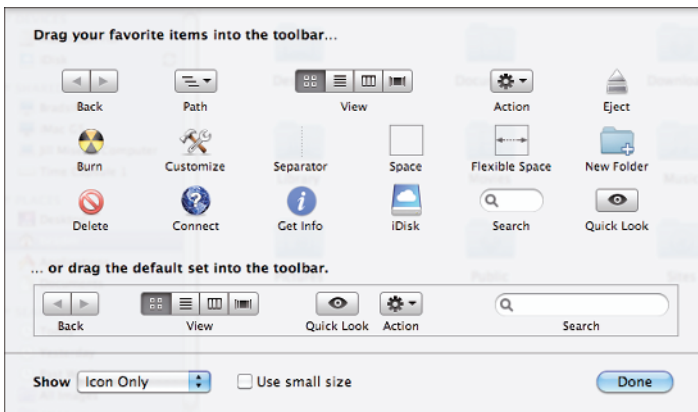 Drag your favorite items into the toolbar...
Back Path View Action Eject
Burn Customize Separator Space Flexible Space New Folder
Delete Connect Get Info iDisk Search Quick Look
... or drag the default set into the toolbar.
Back View Quick Look Action Search
Show Icon Only Use small size Done